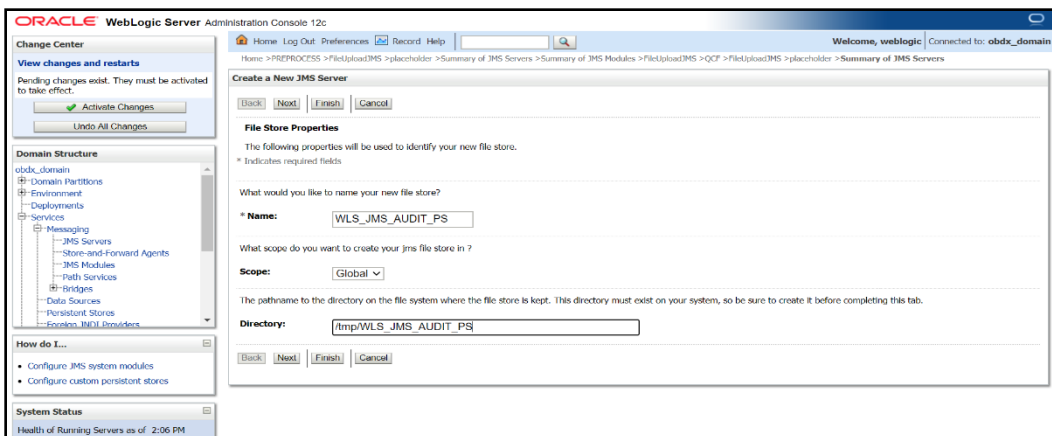 ORACLE WebLogic Server Administration Console 12c
Change Center
View changes and restarts
Pending changes exist. They must be activated
to take effect.
Activate Changes
Undo All Changes
Domain Structure
obdx_domain
Domain Partitions
Environment
Deployments
Services
Messaging
JMS Servers
Store-and-Forward Agents
JMS Modules
Path Services
Bridges
Data Sources
Persistent Stores
Foreign JNDI Providers
How do I...
Configure JMS system modules
Configure custom persistent stores
System Status
Health of Running Servers as of 2:06 PM
Home Log Out Preferences Record Help
Welcome, weblogic Connected to: obdx_domain
Home >PREPROCESS >FileUploadJMS >placeholder >Summary of JMS Servers >Summary of JMS Modules >FileUploadJMS >QCF >FileUploadJMS >placeholder >Summary of JMS Servers
Create a New JMS Server
Back Next Finish Cancel
File Store Properties
The following properties will be used to identify your new file store.
* Indicates required fields
What would you like to name your new file store?
* Name: WLS_JMS_AUDIT_PS
What scope do you want to create your jms file store in ?
Scope: Global
The pathname to the directory on the file system where the file store is kept. This directory must exist on your system, so be sure to create it before completing this tab.
Directory: /tmp/WLS_JMS_AUDIT_PS
Back Next Finish Cancel